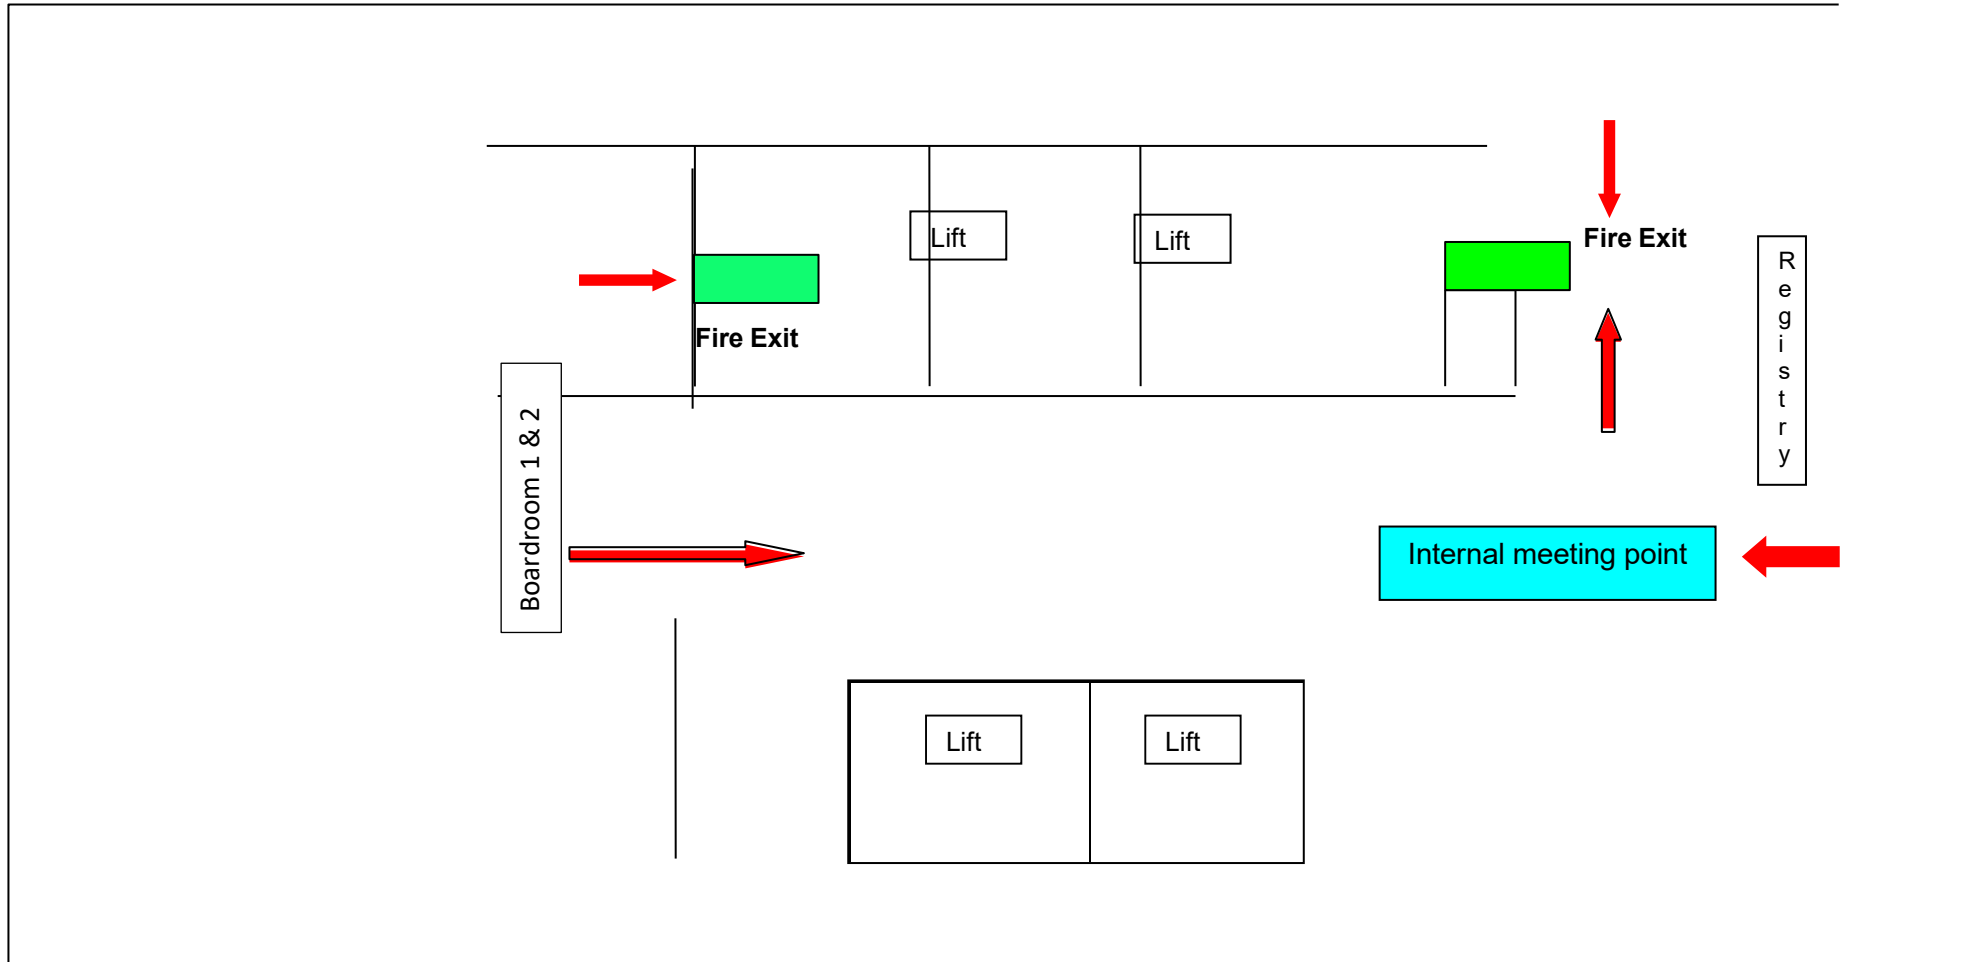 Lift
Lift
Fire Exit
Fire Exit
Registry
Boardroom 1 & 2
Internal meeting point
Lift
Lift